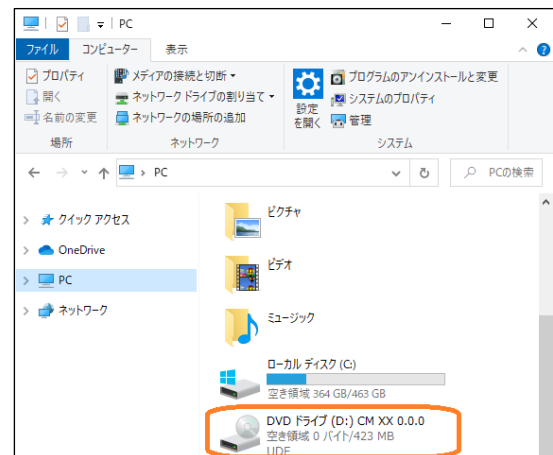 PC
ファイル コンピューター 表示
プロパティ
開く
名前の変更
場所
メディアの接続と切断
ネットワーク ドライブの割り当て
ネットワークの場所の追加
ネットワーク
設定
を開く
プログラムのアンインストールと変更
システムのプロパティ
管理
システム
PC
PCの検索
クイック アクセス
OneDrive
PC
ネットワーク
ピクチャ
ビデオ
ミュージック
ローカル ディスク (C:)
空き領域 364 GB/463 GB
DVD ドライブ (D:) CM XX 0.0.0
空き領域 0 バイト/423 MB
UDF